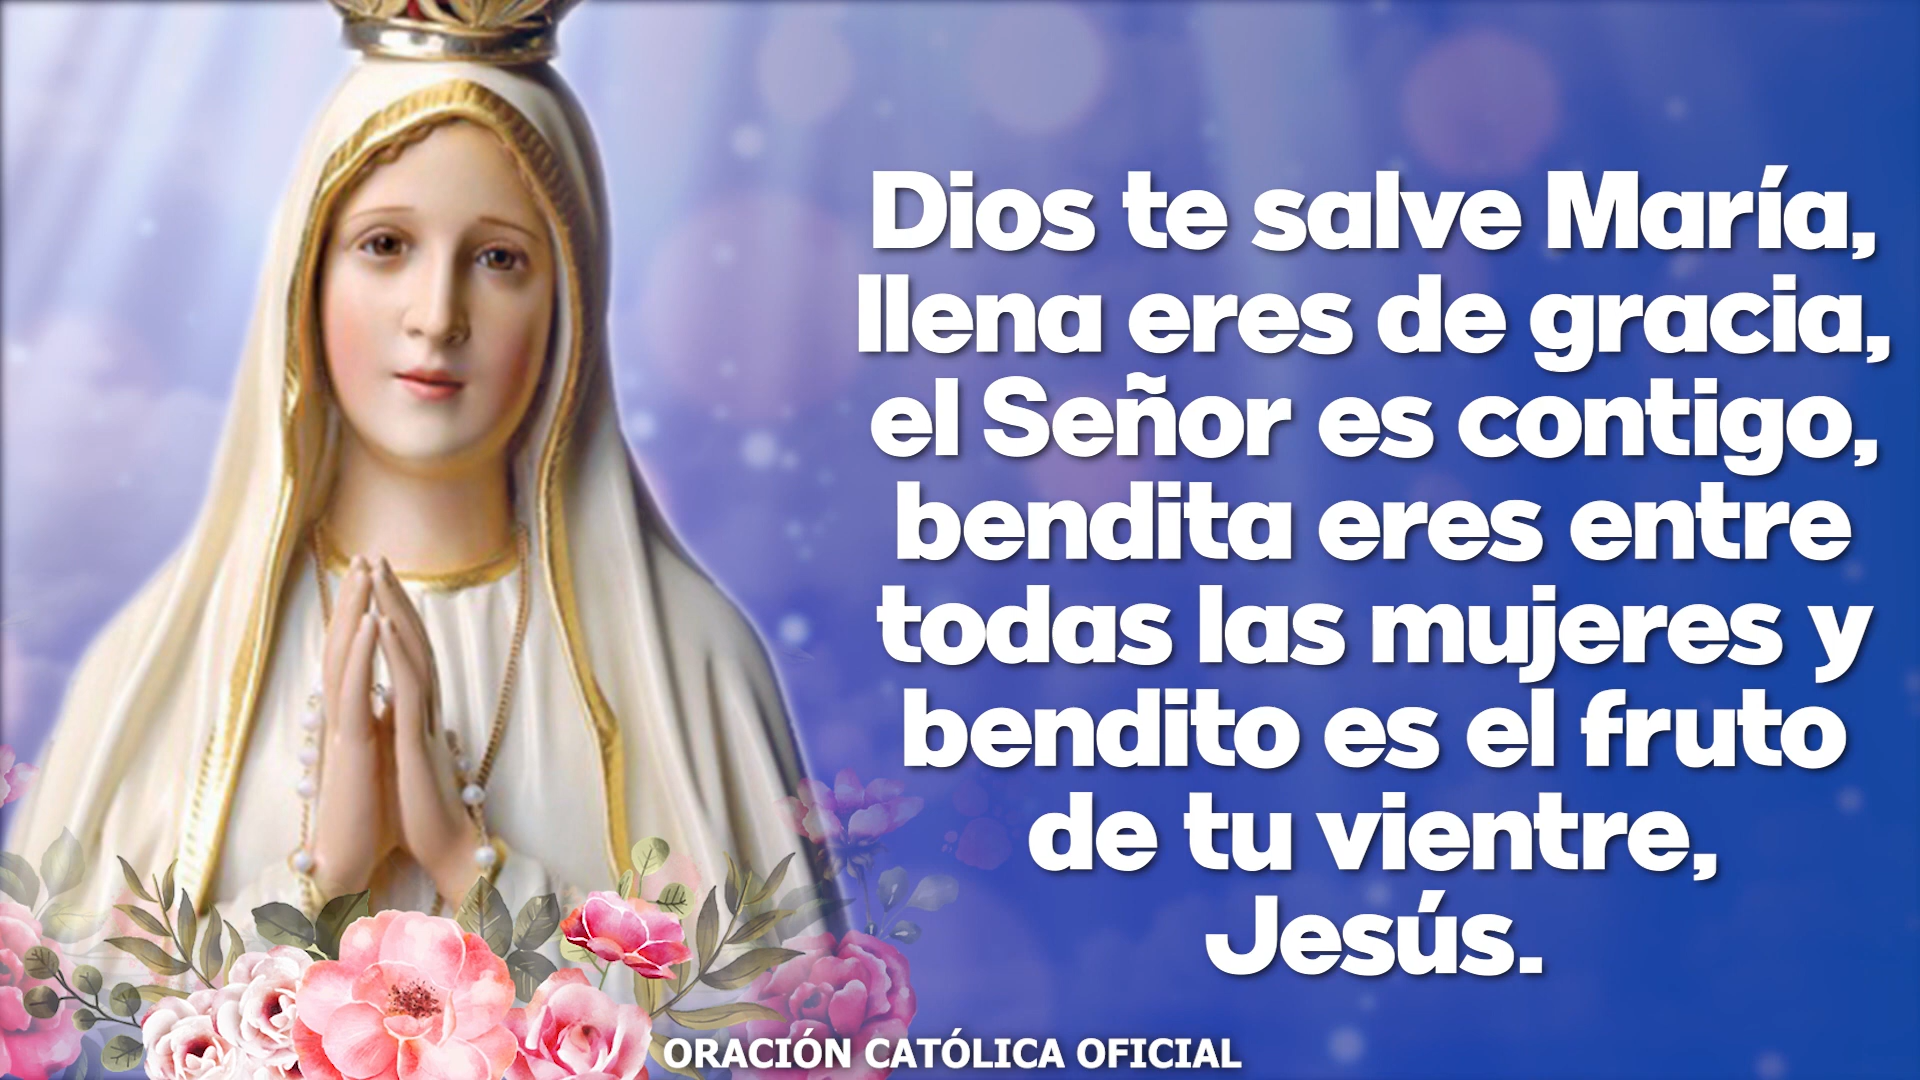 Dios te salve María,
llena eres de gracia,
el Señor es contigo,
bendita eres entre
todas las mujeres y
bendito es el fruto
de tu vientre,
Jesús.
ORACIÓN CATÓLICA OFICIAL